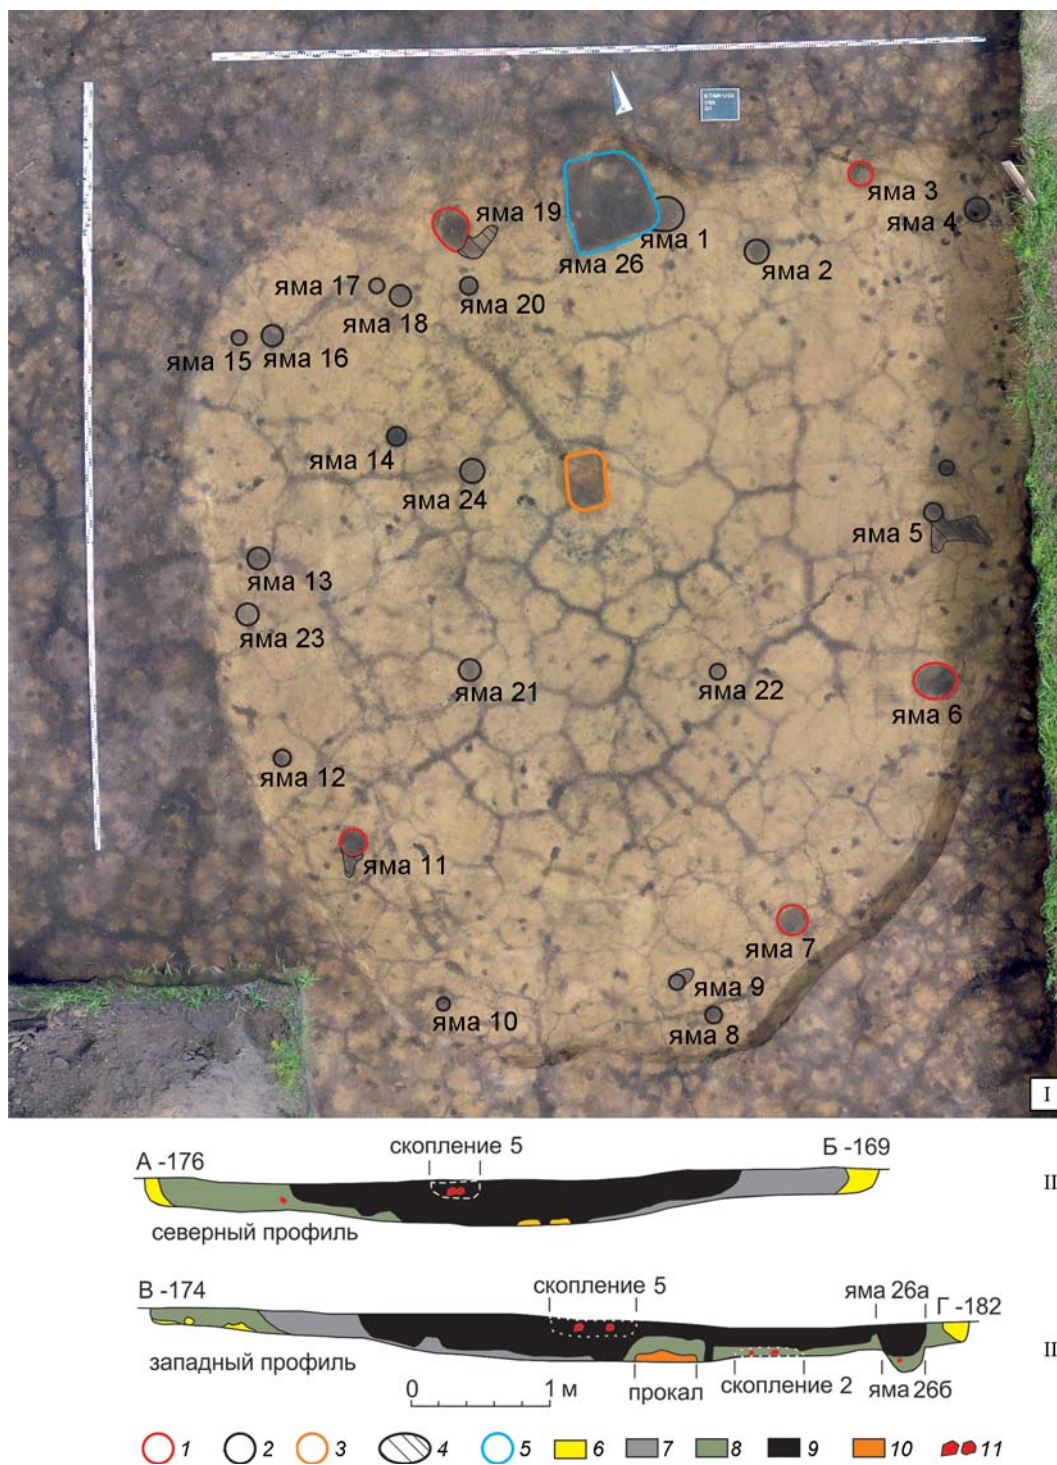 яма 19
яма 3
яма 4
яма 1
яма 26
яма 2
яма 17
яма 20
яма 18
яма 15
яма 16
яма 14
яма 24
яма 5
яма 13
яма 23
яма 21
яма 22
яма 6
яма 12
яма 11
яма 7
яма 9
яма 10
яма 8
I
скопление 5
А -176
Б -169
II
северный профиль
скопление 5
яма 26а
В -174
Г -182
II
западный профиль
0 1 м
прокал
скопление 2
яма 26б
1 2 3 4 5 6 7 8 9 10 11